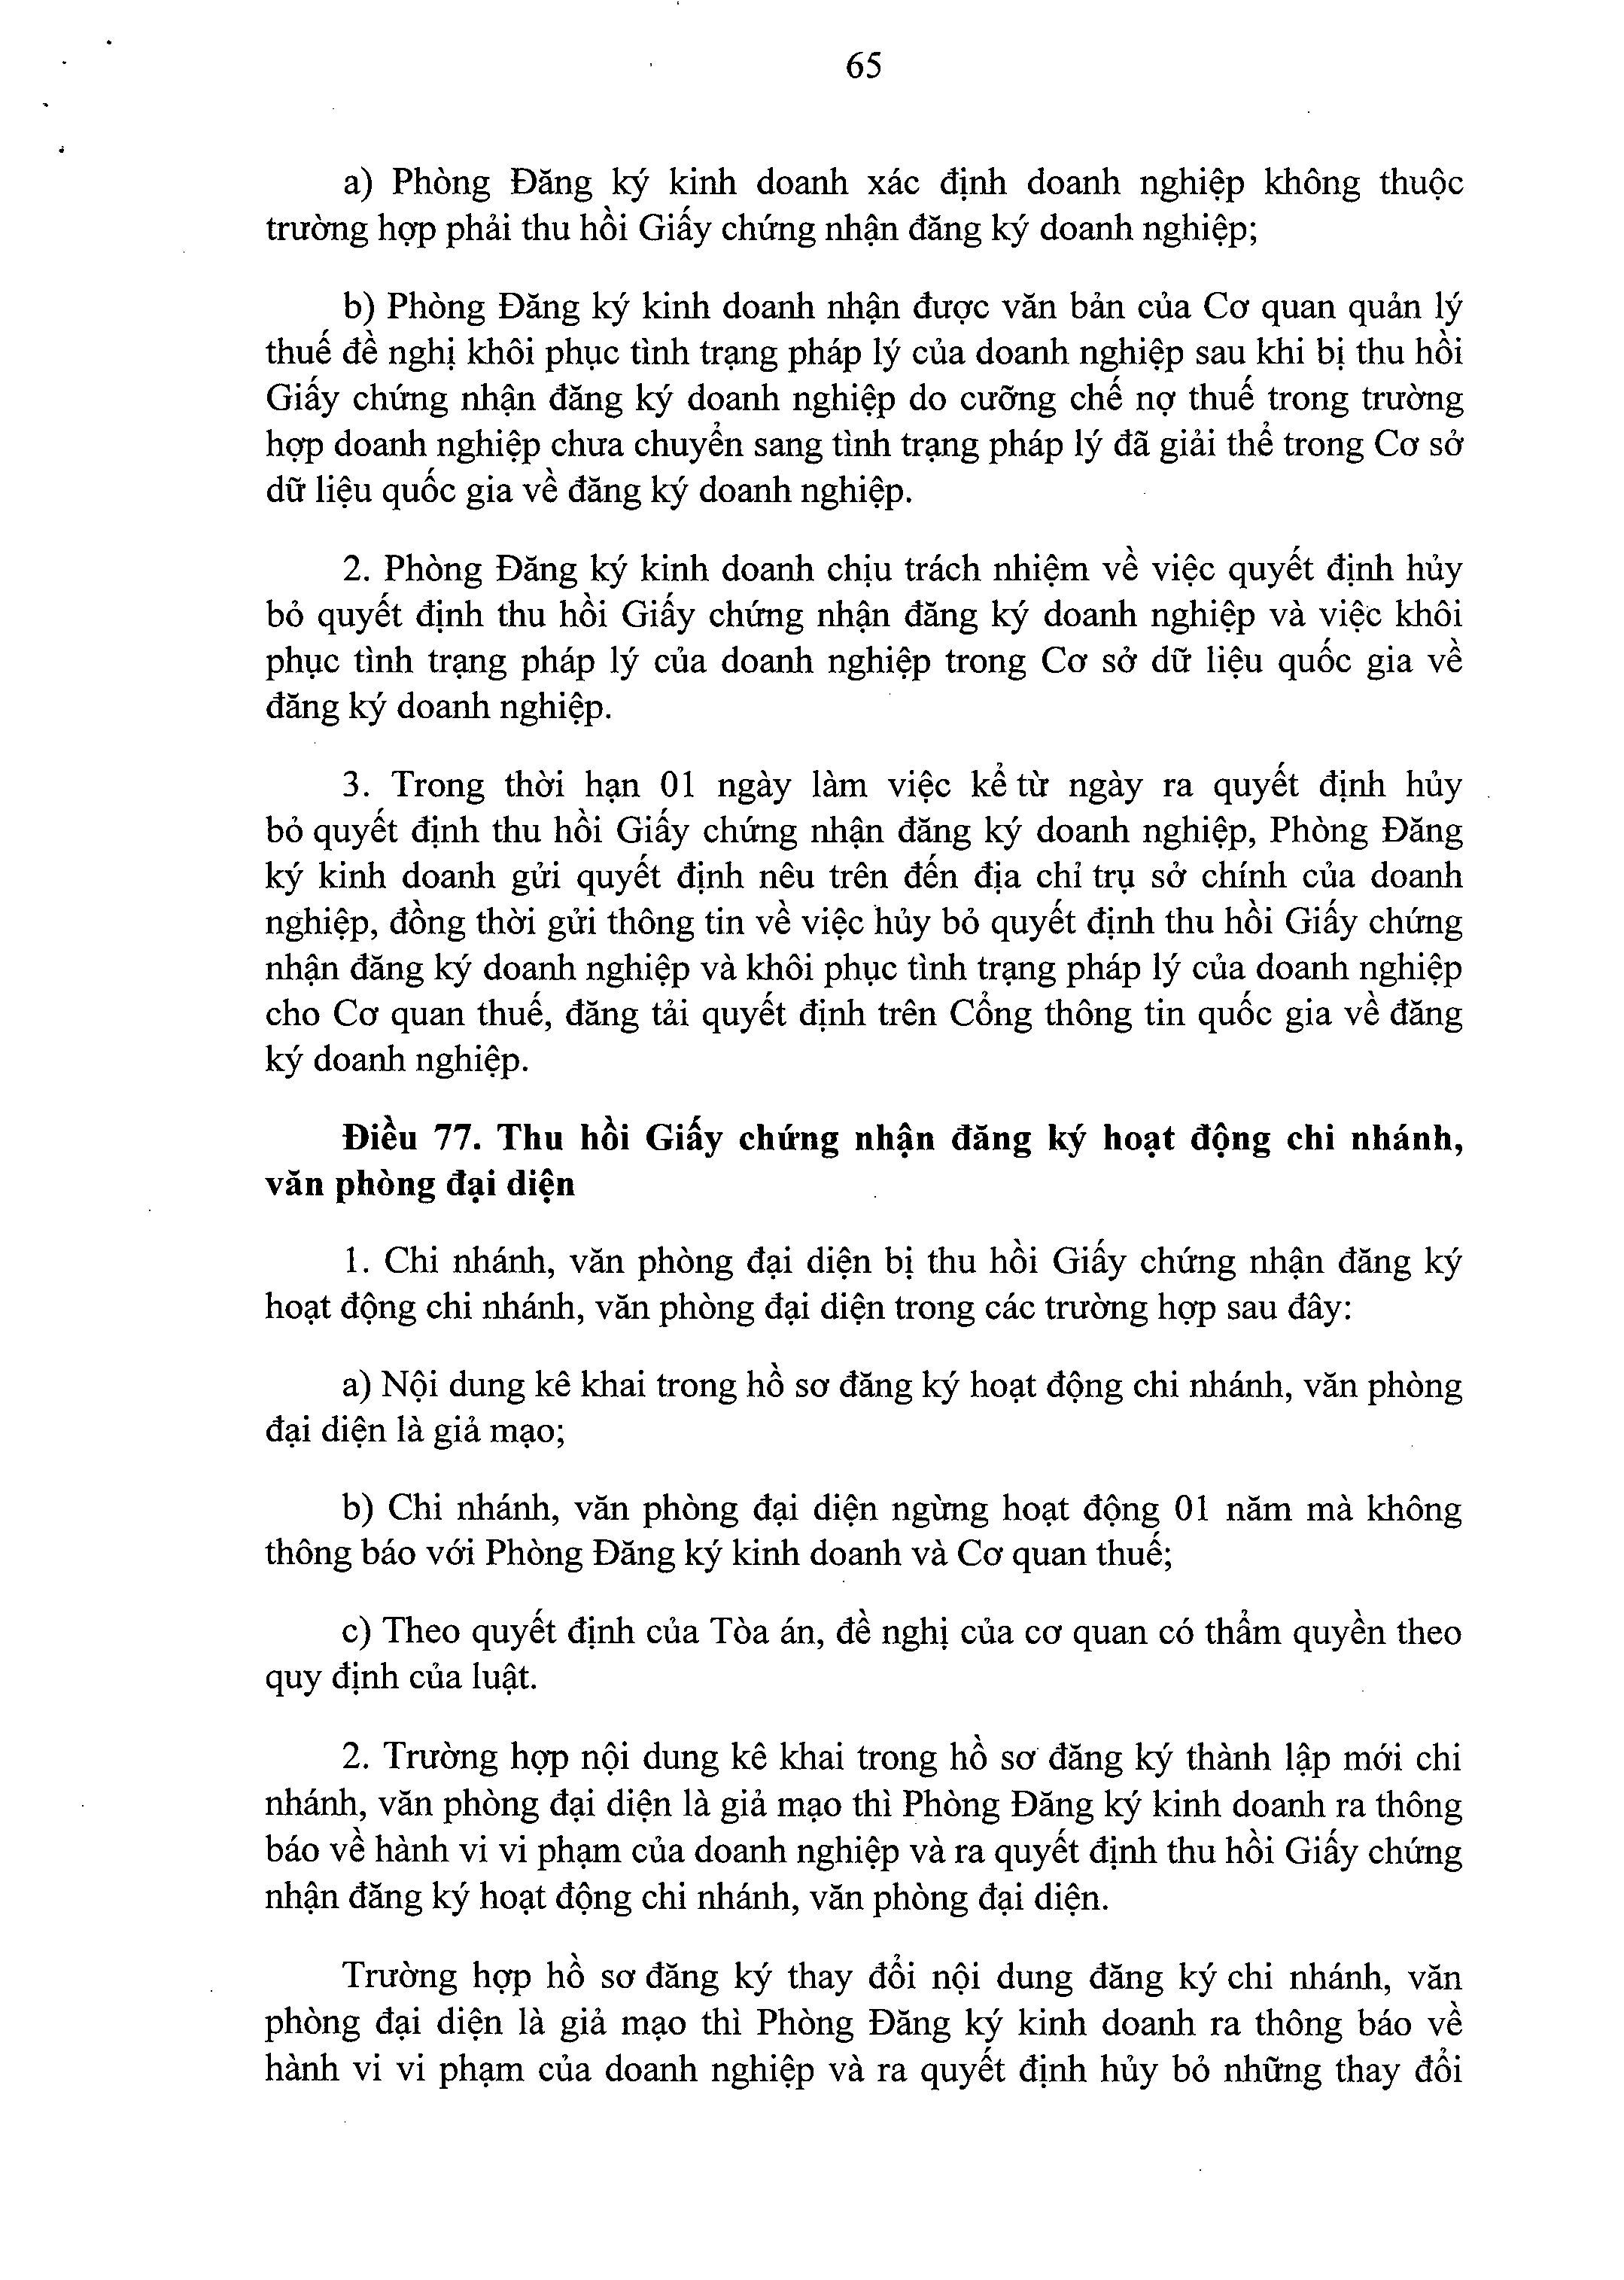 65
a) Phòng Đăng ký kinh doanh xác định doanh nghiệp không thuộc
trường hợp phải thu hồi Giấy chứng nhận đăng ký doanh nghiệp;
b) Phòng Đăng ký kinh doanh nhận được văn bản của Cơ quan quản lý
thuế đề nghị khôi phục tình trạng pháp lý của doanh nghiệp sau khi bị thu hồi
Giấy chứng nhận đăng ký doanh nghiệp do cưỡng chế nợ thuế trong trường
hợp doanh nghiệp chưa chuyển sang tình trạng pháp lý đã giải thể trong Cơ sở
dữ liệu quốc gia về đăng ký doanh nghiệp.
2. Phòng Đăng ký kinh doanh chịu trách nhiệm về việc quyết định hủy
bỏ quyết định thu hồi Giấy chứng nhận đăng ký doanh nghiệp và việc khôi
phục tình trạng pháp lý của doanh nghiệp trong Cơ sở dữ liệu quốc gia về
đăng ký doanh nghiệp.
3. Trong thời hạn 01 ngày làm việc kể từ ngày ra quyết định hủy
bỏ quyết định thu hồi Giấy chứng nhận đăng ký doanh nghiệp, Phòng Đăng
ký kinh doanh gửi quyết định nêu trên đến địa chỉ trụ sở chính của doanh
nghiệp, đồng thời gửi thông tin về việc hủy bỏ quyết định thu hồi Giấy chứng
nhận đăng ký doanh nghiệp và khôi phục tình trạng pháp lý của doanh nghiệp
cho Cơ quan thuế, đăng tải quyết định trên Cổng thông tin quốc gia về đăng
ký doanh nghiệp.
Điều 77. Thu hồi Giấy chứng nhận đăng ký hoạt động chi nhánh,
văn phòng đại diện
1. Chi nhánh, văn phòng đại diện bị thu hồi Giấy chứng nhận đăng ký
hoạt động chi nhánh, văn phòng đại diện trong các trường hợp sau đây:
a) Nội dung kê khai trong hồ sơ đăng ký hoạt động chi nhánh, văn phòng
đại diện là giả mạo;
b) Chi nhánh, văn phòng đại diện ngừng hoạt động 01 năm mà không
thông báo với Phòng Đăng ký kinh doanh và Cơ quan thuế;
c) Theo quyết định của Tòa án, đề nghị của cơ quan có thẩm quyền theo
quy định của luật.
2. Trường hợp nội dung kê khai trong hồ sơ đăng ký thành lập mới chi
nhánh, văn phòng đại diện là giả mạo thì Phòng Đăng ký kinh doanh ra thông
báo về hành vi vi phạm của doanh nghiệp và ra quyết định thu hồi Giấy chứng
nhận đăng ký hoạt động chi nhánh, văn phòng đại diện.
Trường hợp hồ sơ đăng ký thay đổi nội dung đăng ký chi nhánh, văn
phòng đại diện là giả mạo thì Phòng Đăng ký kinh doanh ra thông báo về
hành vi vi phạm của doanh nghiệp và ra quyết định hủy bỏ những thay đổi